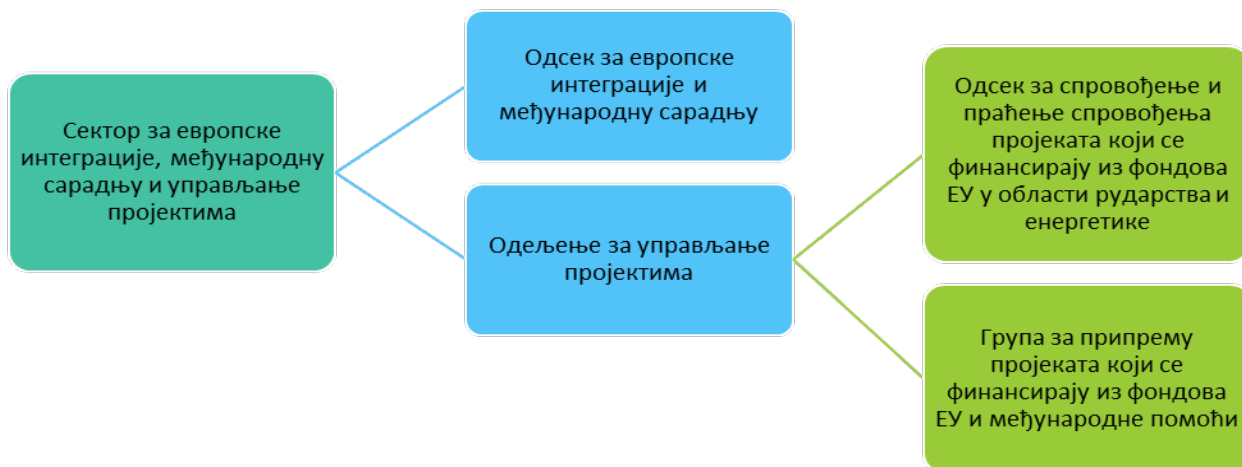 Сектор за европске
интеграције, међународну
сарадњу и управљање
пројектима
Одсек за европске
интеграције и
међународну сарадњу
Одељење за управљање
пројектима
Одсек за спровођење и
праћење спровођења
пројеката који се
финансирају из фондова
ЕУ у области рударства и
енергетике
Група за припрему
пројеката који се
финансирају из фондова
ЕУ и међународне помоћи